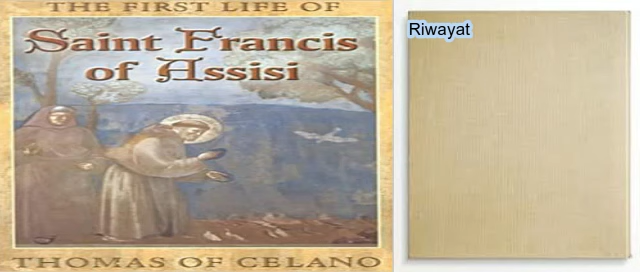 THE FIRST LIFE OF
Saint Francis
of Assisi
THOMAS OF CELANO
Riwayat